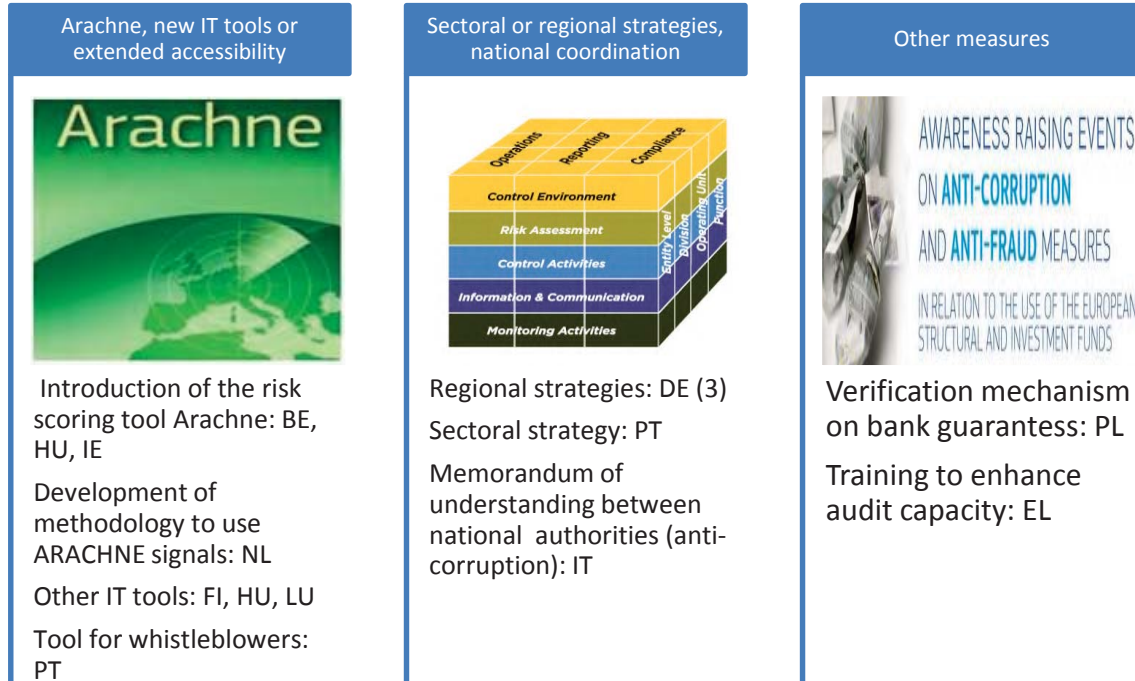 Arachne, new IT tools or
extended accessibility
Arachne
Introduction of the risk
scoring tool Arachne: BE,
HU, IE
Development of
methodology to use
ARACHNE signals: NL
Other IT tools: FI, HU, LU
Tool for whistleblowers:
PT
Sectoral or regional strategies,
national coordination
Operations
Reporting
Compliance
Control Environment
Risk Assessment
Control Activities
Information & Communication
Monitoring Activities
Entity Level
Division
Operating Unit
Function
Regional strategies: DE (3)
Sectoral strategy: PT
Memorandum of
understanding between
national authorities (anti-
corruption): IT
Other measures
AWARENESS RAISING EVENTS
ON ANTI-CORRUPTION
AND ANTI-FRAUD MEASURES
IN RELATION TO THE USE OF THE EUROPEAN
STRUCTURAL AND INVESTMENT FUNDS
Verification mechanism
on bank guarantess: PL
Training to enhance
audit capacity: EL